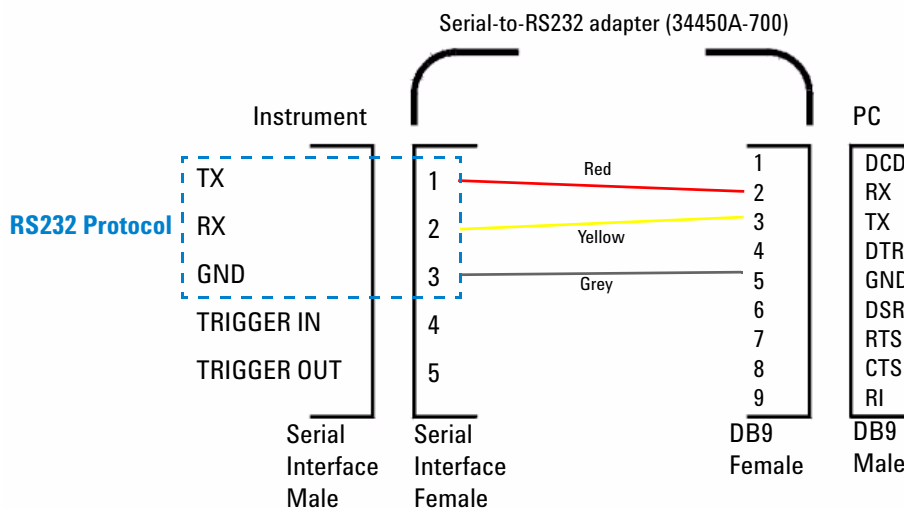 Serial-to-RS232 adapter (34450A-700)
Instrument
PC
RS232 Protocol
TX
RX
GND
TRIGGER IN
TRIGGER OUT
1
2
3
4
5
Red
Yellow
Grey
1
2
3
4
5
6
7
8
9
DCD
RX
TX
DTR
GND
DSR
RTS
CTS
RI
Serial
Interface
Male
Serial
Interface
Female
DB9
Female
DB9
Male